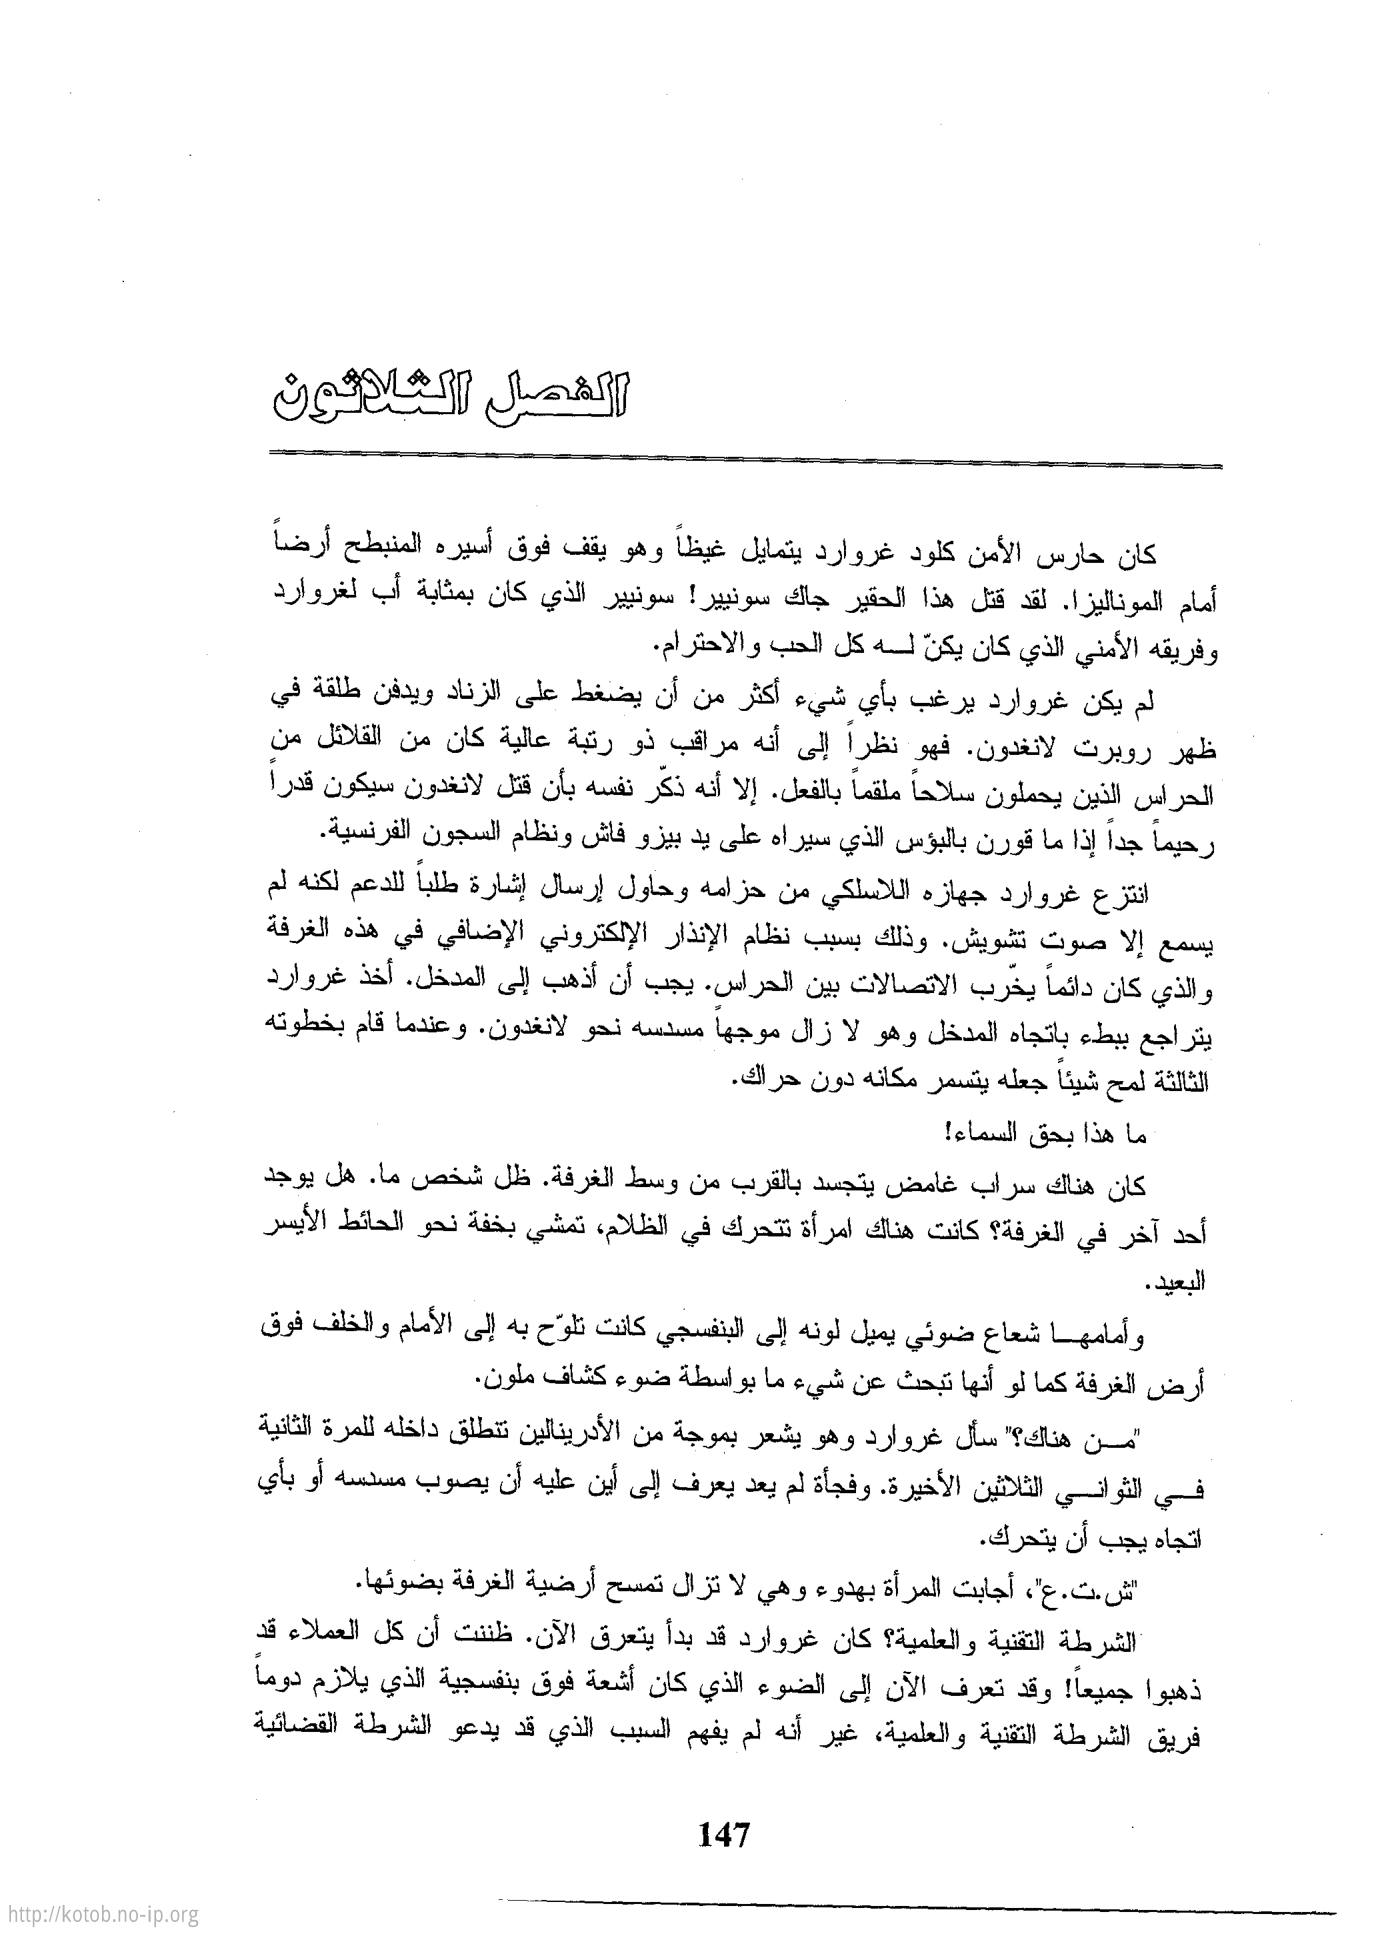 الفصل الثلاثون
كان حارس الأمن كلود غروارد يتمايل غيظاً وهو يقف فوق أسيره المنبطح أرضاً
أمام الموناليزا. لقد قتل هذا الحقير جاك سونيير! سونيير الذي كان بمثابة أب لغروارد
وفريقه الأمني الذي كان يكنّ لـه كل الحب والاحترام.
لم يكن غروارد يرغب بأي شيء أكثر من أن يضغط على الزناد ويدفن طلقة في
ظهر روبرت لانغدون. فهو نظراً إلى أنه مراقب ذو رتبة عالية كان من القلائل من
الحراس الذين يحملون سلاحاً ملقماً بالفعل. إلا أنه ذكّر نفسه بأن قتل لانغدون سيكون قدراً
رحيماً جداً إذا ما قورن بالبؤس الذي سيراه على يد بيزو فاش ونظام السجون الفرنسية.
انتزع غروارد جهازه اللاسلكي من حزامه وحاول إرسال إشارة طلباً للدعم لكنه لم
يسمع إلا صوت تشويش. وذلك بسبب نظام الإنذار الإلكتروني الإضافي في هذه الغرفة
والذي كان دائماً يخّرب الاتصالات بين الحراس. يجب أن أذهب إلى المدخل. أخذ غروارد
يتراجع ببطء باتجاه المدخل وهو لا زال موجهاً مسدسه نحو لانغدون. وعندما قام بخطوته
الثالثة لمح شيئاً جعله يتسمر مكانه دون حراك.
ما هذا بحق السماء!
كان هناك سراب غامض يتجسد بالقرب من وسط الغرفة. ظل شخص ما. هل يوجد
أحد آخر في الغرفة؟ كانت هناك امرأة تتحرك في الظلام، تمشي بخفة نحو الحائط الأيسر
البعيد.
وأمامهـا شعاع ضوئي يميل لونه إلى البنفسجي كانت تلوّح به إلى الأمام والخلف فوق
أرض الغرفة كما لو أنها تبحث عن شيء ما بواسطة ضوء كشاف ملون.
"مـن هناك؟" سأل غروارد وهو يشعر بموجة من الأدرينالين تنطلق داخله للمرة الثانية
فـي الثوانـي الثلاثين الأخيرة. وفجأة لم يعد يعرف إلى أين عليه أن يصوب مسدسه أو بأي
اتجاه يجب أن يتحرك.
"ش.ت.ع"، أجابت المرأة بهدوء وهي لا تزال تمسح أرضية الغرفة بضوئها.
الشرطة التقنية والعلمية؟ كان غروارد قد بدأ يتعرق الآن. ظننت أن كل العملاء قد
ذهبوا جميعاً! وقد تعرف الآن إلى الضوء الذي كان أشعة فوق بنفسجية الذي يلازم دوماً
فريق الشرطة التقنية والعلمية، غير أنه لم يفهم السبب الذي قد يدعو الشرطة القضائية
147
http://kotob.no-ip.org